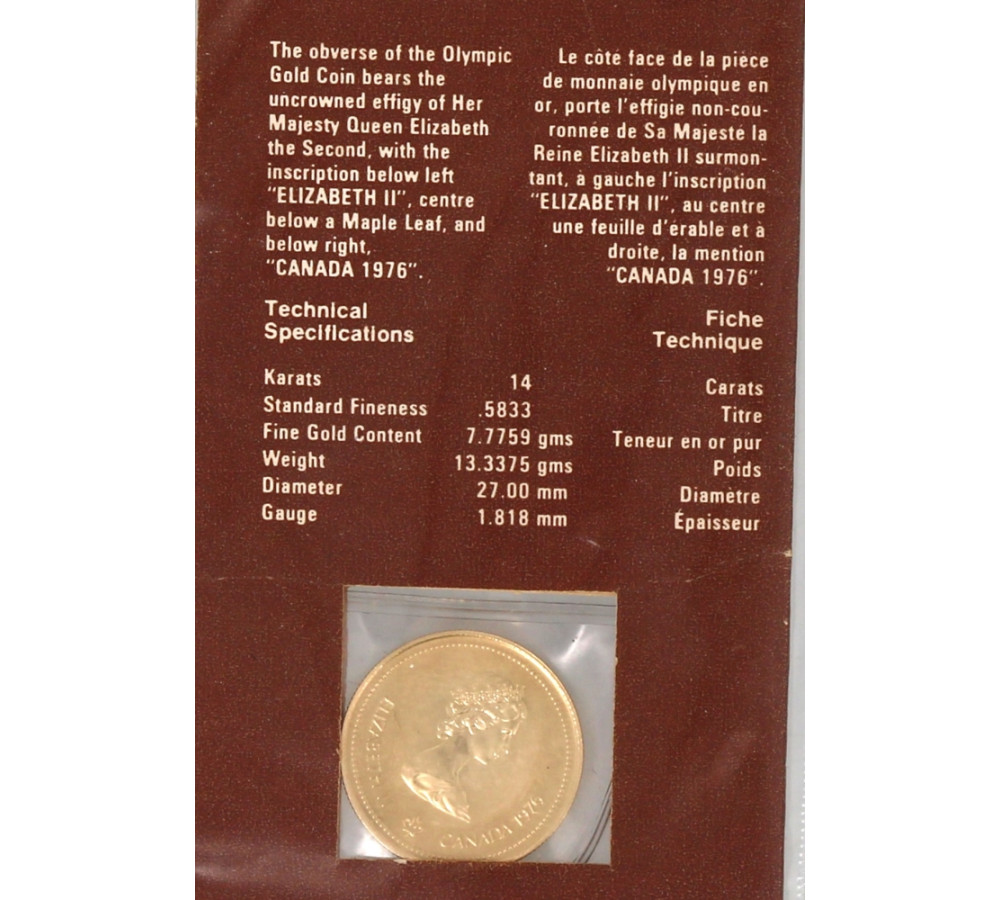 The obverse of the Olympic
Gold Coin bears the
uncrowned effigy of Her
Majesty Queen Elizabeth
the Second, with the
inscription below left
"ELIZABETH II", centre
below a Maple Leaf, and
below right,
"CANADA 1976".
Le côté face de la pièce
de monnaie olympique en
or, porte l'effigie non-cou-
ronnée de Sa Majesté la
Reine Elizabeth II surmon-
tant, à gauche l'inscription
"ELIZABETH II", au centre
une feuille d'érable et à
droite, la mention
"CANADA 1976".
Technical
Specifications
Fiche
Technique
Karats 14 Carats
Standard Fineness .5833 Titre
Fine Gold Content 7.7759 gms Teneur en or pur
Weight 13.3375 gms Poids
Diameter 27.00 mm Diamètre
Gauge 1.818 mm Épaisseur
ELIZABETH II
CANADA 1976